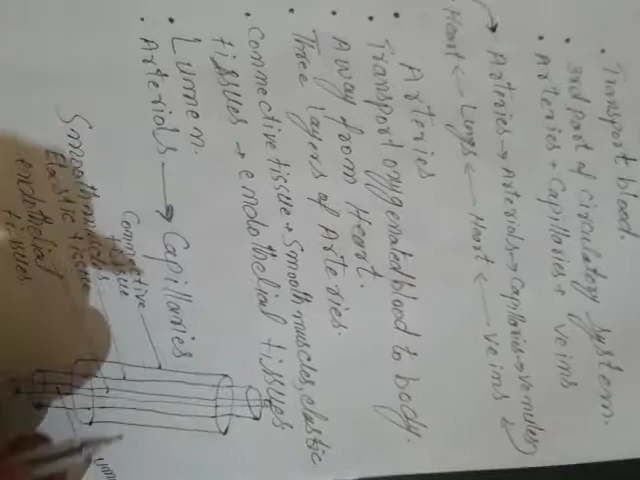 • Transport blood.
• 3rd part of circulatory system.
• Arteries + Capillaries + veins
→ Arteries → Arteriols → Capillaries → venules
Heart ← Lungs ← Heart ← veins
Arteries
• Transport oxygenated blood to body.
• Away from Heart.
• Three layers of Arteries.
• Connective tissue + Smooth muscles, elastic
tissues → endothelial tissues
• Lumen.
• Arteriols → Capillaries
Connective
tissue
Smooth muscles
Elastic tissue
endothelial
tissues